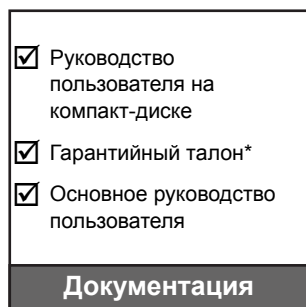 ☑ Руководство
пользователя на
компакт-диске
☑ Гарантийный талон*
☑ Основное руководство
пользователя
Документация